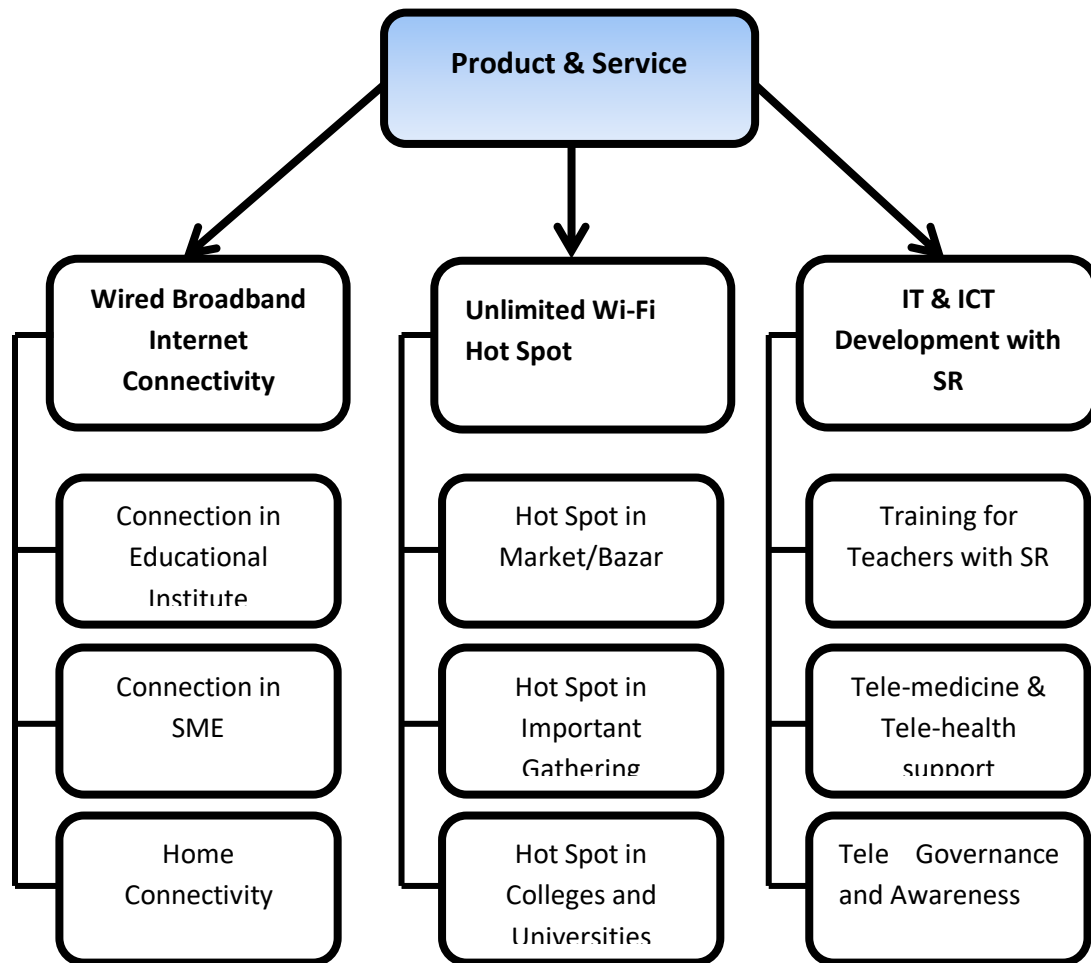 Product & Service
Wired Broadband
Internet
Connectivity
Unlimited Wi-Fi
Hot Spot
IT & ICT
Development with
SR
Connection in
Educational
Institute
Hot Spot in
Market/Bazar
Training for
Teachers with SR
Connection in
SME
Hot Spot in
Important
Gathering
Tele-medicine &
Tele-health
support
Home
Connectivity
Hot Spot in
Colleges and
Universities
Tele Governance
and Awareness